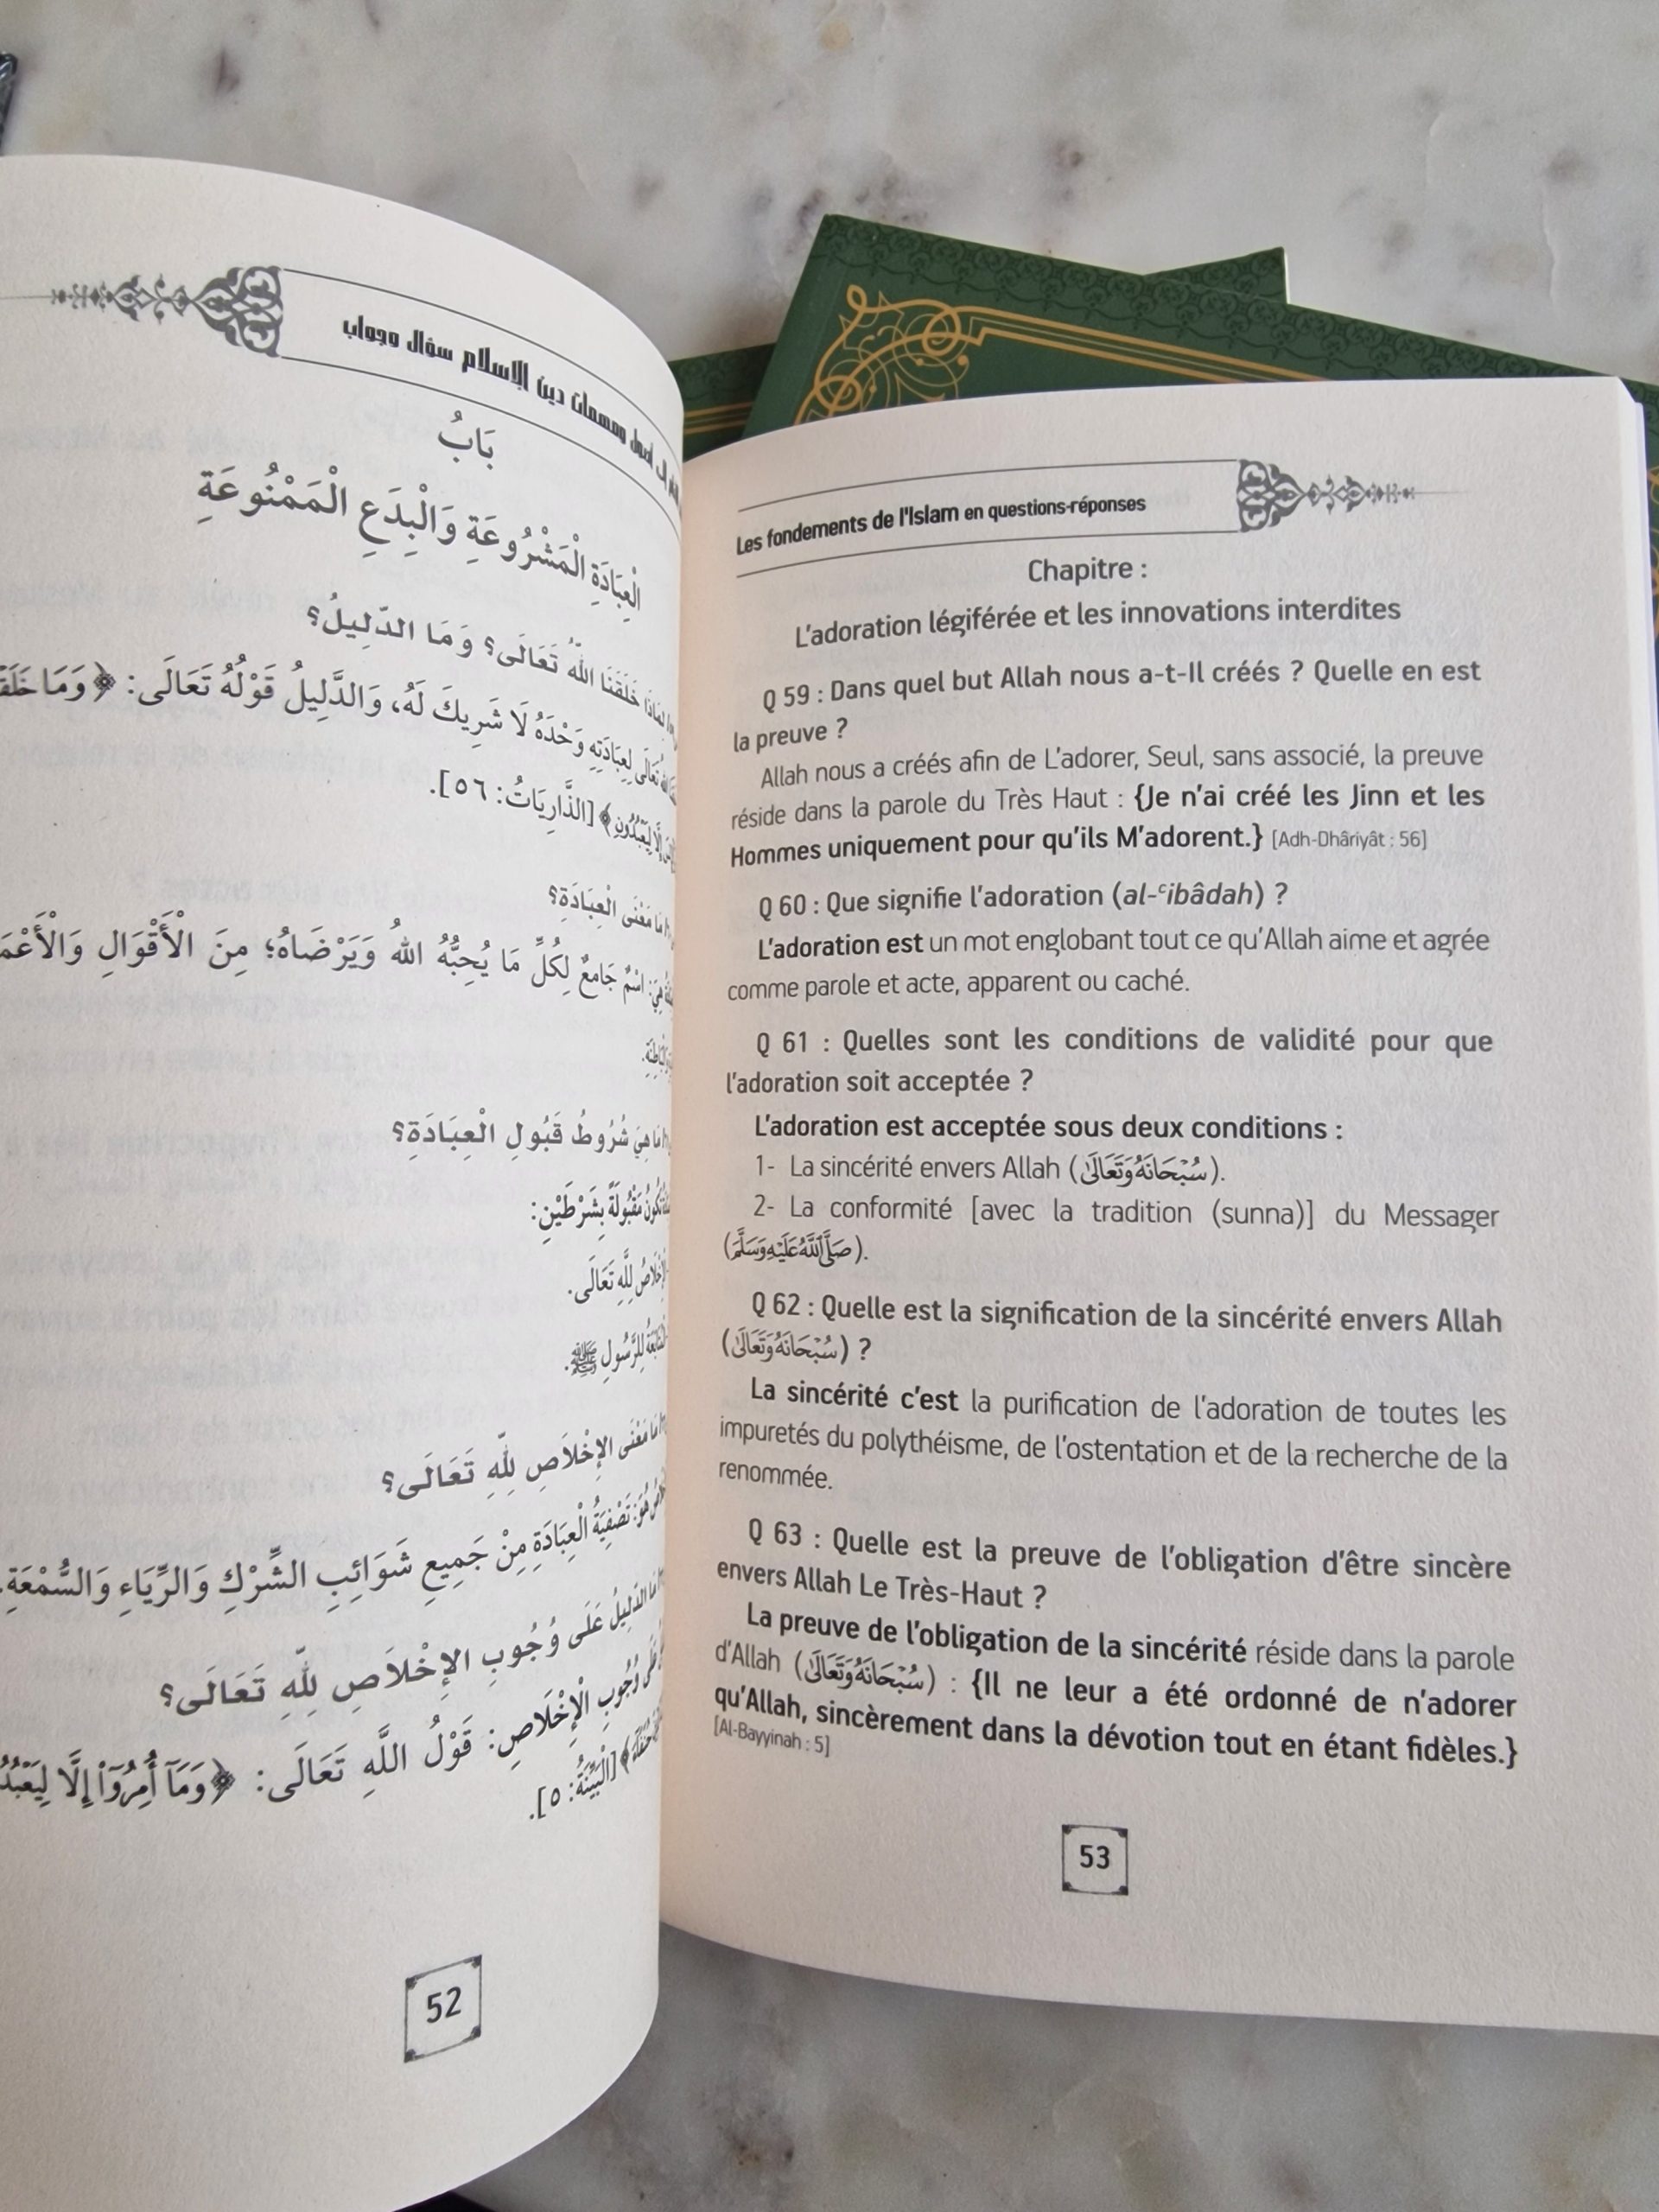 دين الإسلام سؤال وجواب
بَابُ
الْعِبَادَةِ الْمَشْرُوعَةِ وَالْبِدَعِ الْمَمْنُوعَةِ
لِمَاذَا خَلَقَنَا اللهُ تَعَالَى؟ وَمَا الدَّلِيلُ؟
تَعَالَى لِعِبَادَتِهِ وَحْدَهُ لَا شَرِيكَ لَهُ، وَالدَّلِيلُ قَوْلُهُ تَعَالَى: ﴿وَمَا
لِيَعْبُدُونِ﴾ [الذَّارِيَاتُ: ٥٦].
مَا مَعْنَى الْعِبَادَةِ؟
هِيَ: اسْمٌ جَامِعٌ لِكُلِّ مَا يُحِبُّهُ اللهُ وَيَرْضَاهُ؛ مِنَ الْأَقْوَالِ
مَا هِيَ شُرُوطُ قَبُولِ الْعِبَادَةِ؟
تَكُونُ مَقْبُولَةً بِشَرْطَيْنِ:
لِلَّهِ تَعَالَى.
لِلرَّسُولِ ﷺ.
مَا مَعْنَى الإِخْلَاصِ لِلَّهِ تَعَالَى؟
هُوَ: تَصْفِيَةُ الْعِبَادَةِ مِنْ جَمِيعِ شَوَائِبِ الشِّرْكِ وَالرِّيَاءِ وَالسُّمْعَةِ.
مَا الدَّلِيلُ عَلَى وُجُوبِ الإِخْلَاصِ لِلَّهِ تَعَالَى؟
وُجُوبِ الْإِخْلَاصِ: قَوْلُ اللَّهِ تَعَالَى: ﴿وَمَآ أُمِرُوٓاْ إِلَّا
[الْبَيِّنَةُ: ٥].
52
Les fondements de l'Islam en questions-réponses
Chapitre :
L'adoration légiférée et les innovations interdites
Q 59 : Dans quel but Allah nous a-t-Il créés ? Quelle en est
la preuve ?
Allah nous a créés afin de L'adorer, Seul, sans associé, la preuve
réside dans la parole du Très Haut : {Je n'ai créé les Jinn et les
Hommes uniquement pour qu'ils M'adorent.} [Adh-Dhâriyât : 56]
Q 60 : Que signifie l'adoration (al-ʿibâdah) ?
L'adoration est un mot englobant tout ce qu'Allah aime et agrée
comme parole et acte, apparent ou caché.
Q 61 : Quelles sont les conditions de validité pour que
l'adoration soit acceptée ?
L'adoration est acceptée sous deux conditions :
1- La sincérité envers Allah (سُبْحَانَهُ وَتَعَالَىٰ).
2- La conformité [avec la tradition (sunna)] du Messager
(صَلَّى اللَّهُ عَلَيْهِ وَسَلَّمَ).
Q 62 : Quelle est la signification de la sincérité envers Allah
(سُبْحَانَهُ وَتَعَالَىٰ) ?
La sincérité c'est la purification de l'adoration de toutes les
impuretés du polythéisme, de l'ostentation et de la recherche de la
renommée.
Q 63 : Quelle est la preuve de l'obligation d'être sincère
envers Allah Le Très-Haut ?
La preuve de l'obligation de la sincérité réside dans la parole
d'Allah (سُبْحَانَهُ وَتَعَالَىٰ) : {Il ne leur a été ordonné de n'adorer
qu'Allah, sincèrement dans la dévotion tout en étant fidèles.}
[Al-Bayyinah : 5]
53